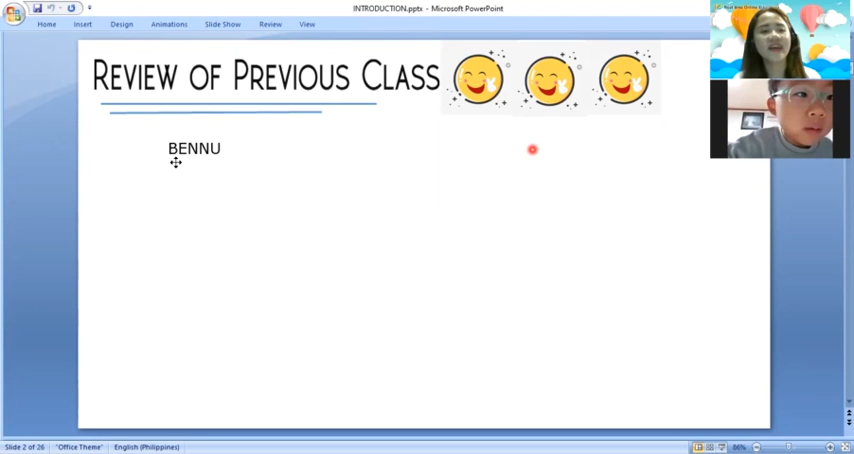 INTRODUCTION.pptx - Microsoft PowerPoint
Home Insert Design Animations Slide Show Review View
REVIEW OF PREVIOUS CLASS
BENNU
Slide 2 of 26 "Office Theme" English (Philippines) 86%